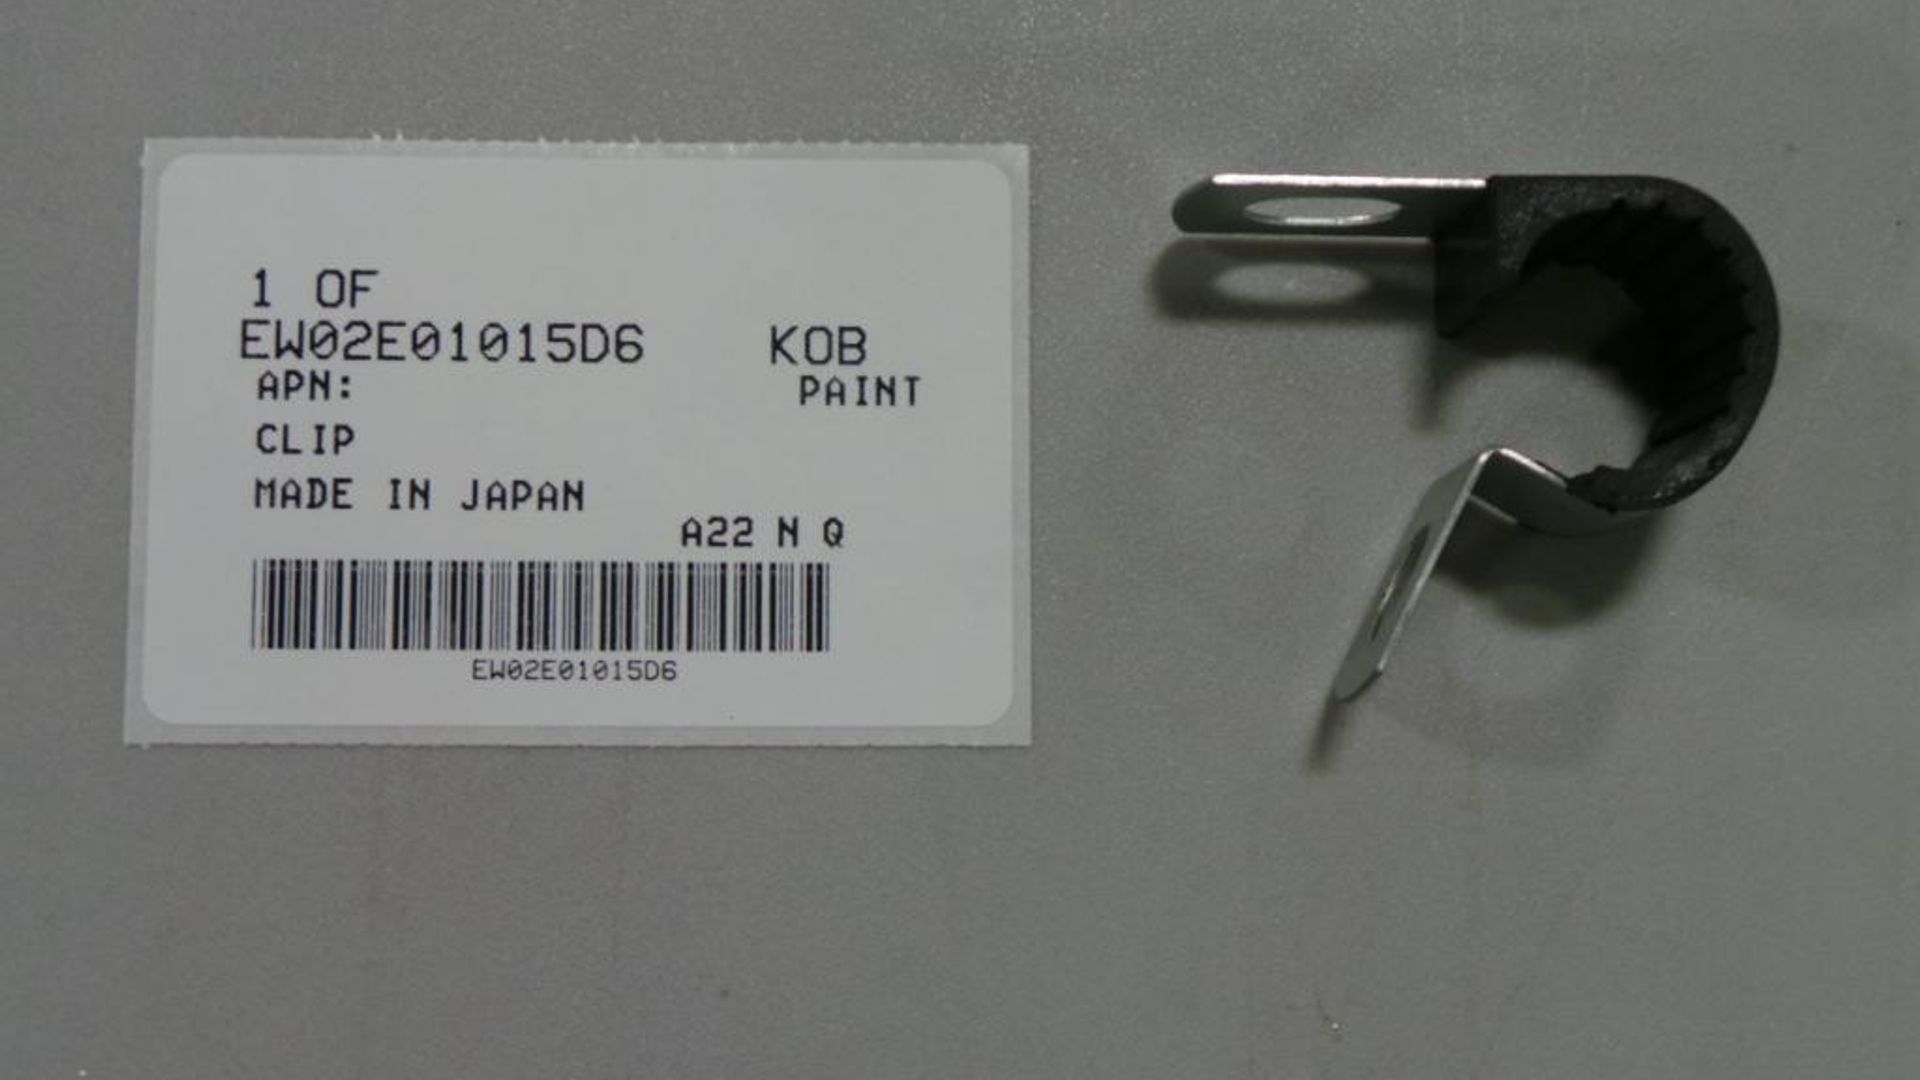 1 OF
EW02E01015D6 KOB
APN: PAINT
CLIP
MADE IN JAPAN
A22 N Q
EW02E01015D6